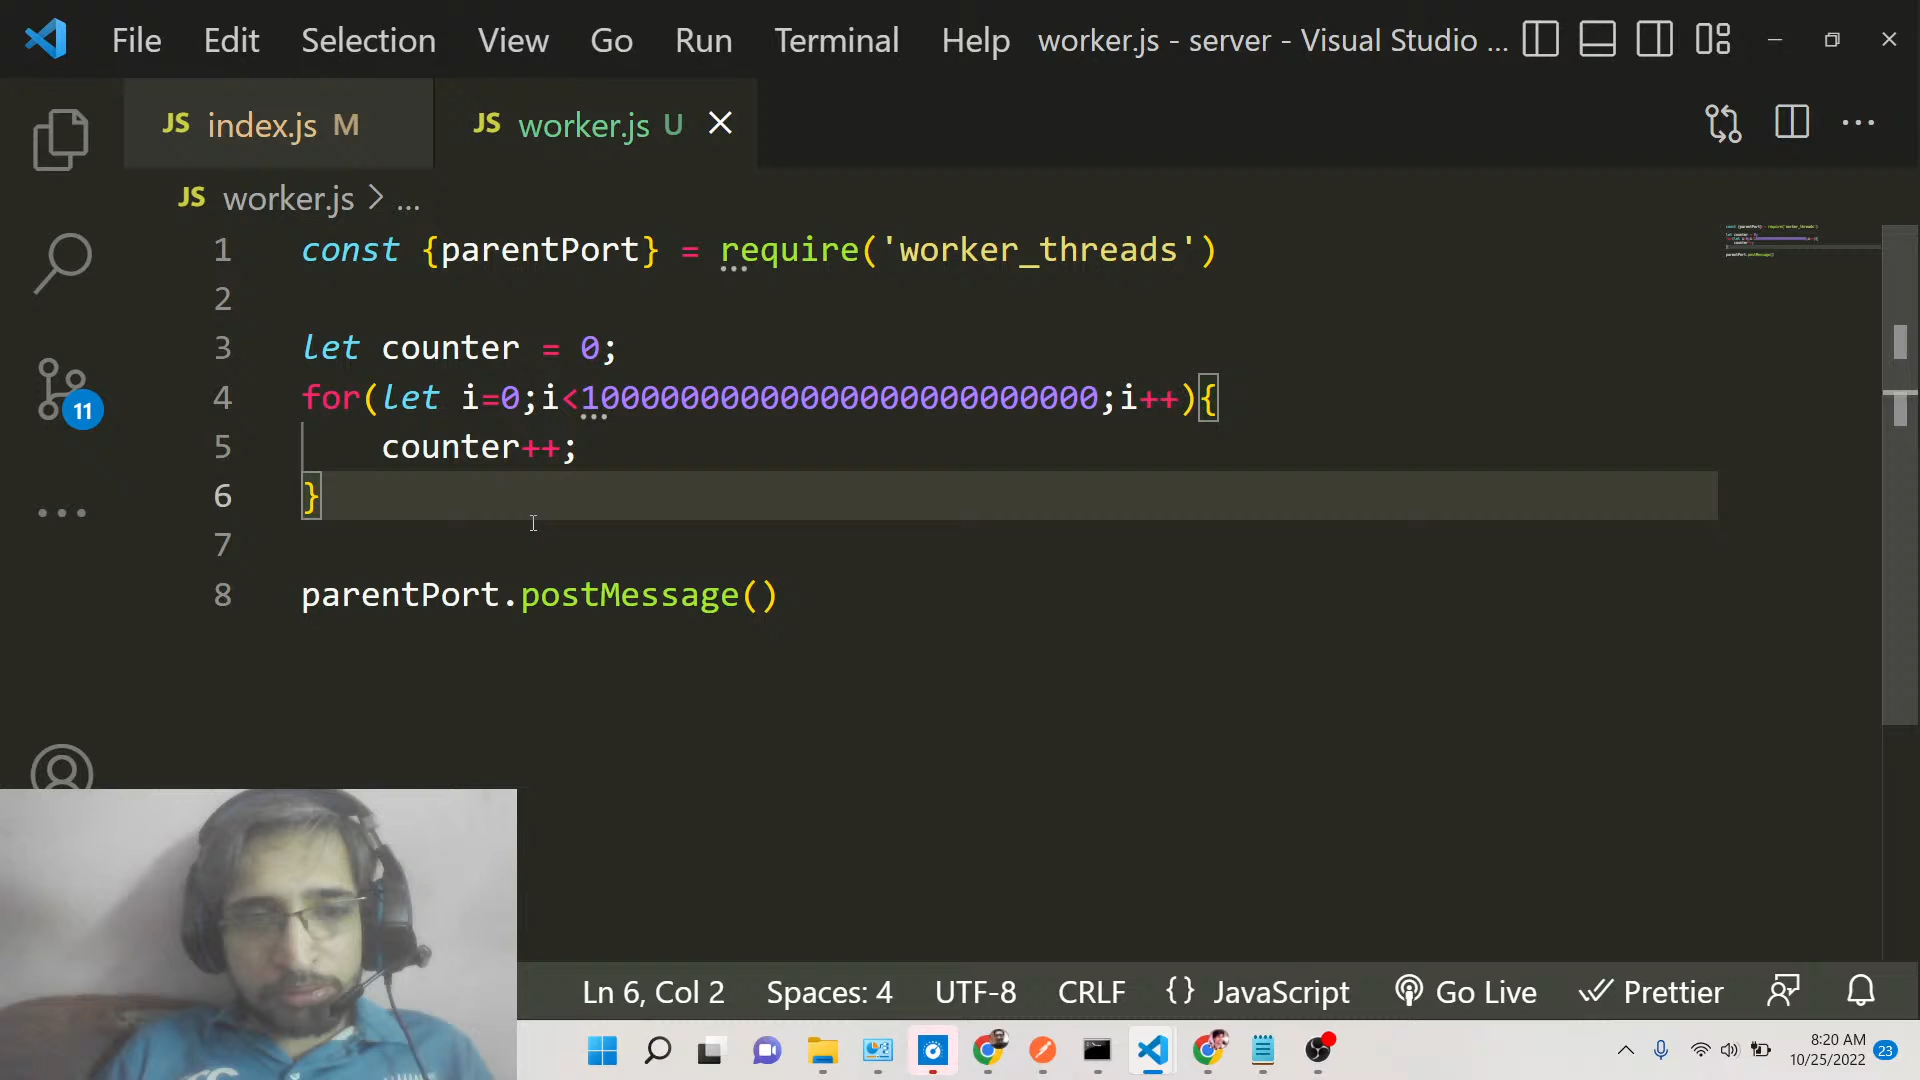 File Edit Selection View Go Run Terminal Help worker.js - server - Visual Studio ...
JS index.js M JS worker.js U
JS worker.js > ...
1 const {parentPort} = require('worker_threads')
2
3 let counter = 0;
4 for(let i=0;i<10000000000000000000000000;i++){
5 counter++;
6 }
7
8 parentPort.postMessage()
11
Ln 6, Col 2 Spaces: 4 UTF-8 CRLF {} JavaScript Go Live Prettier
8:20 AM
10/25/2022 23